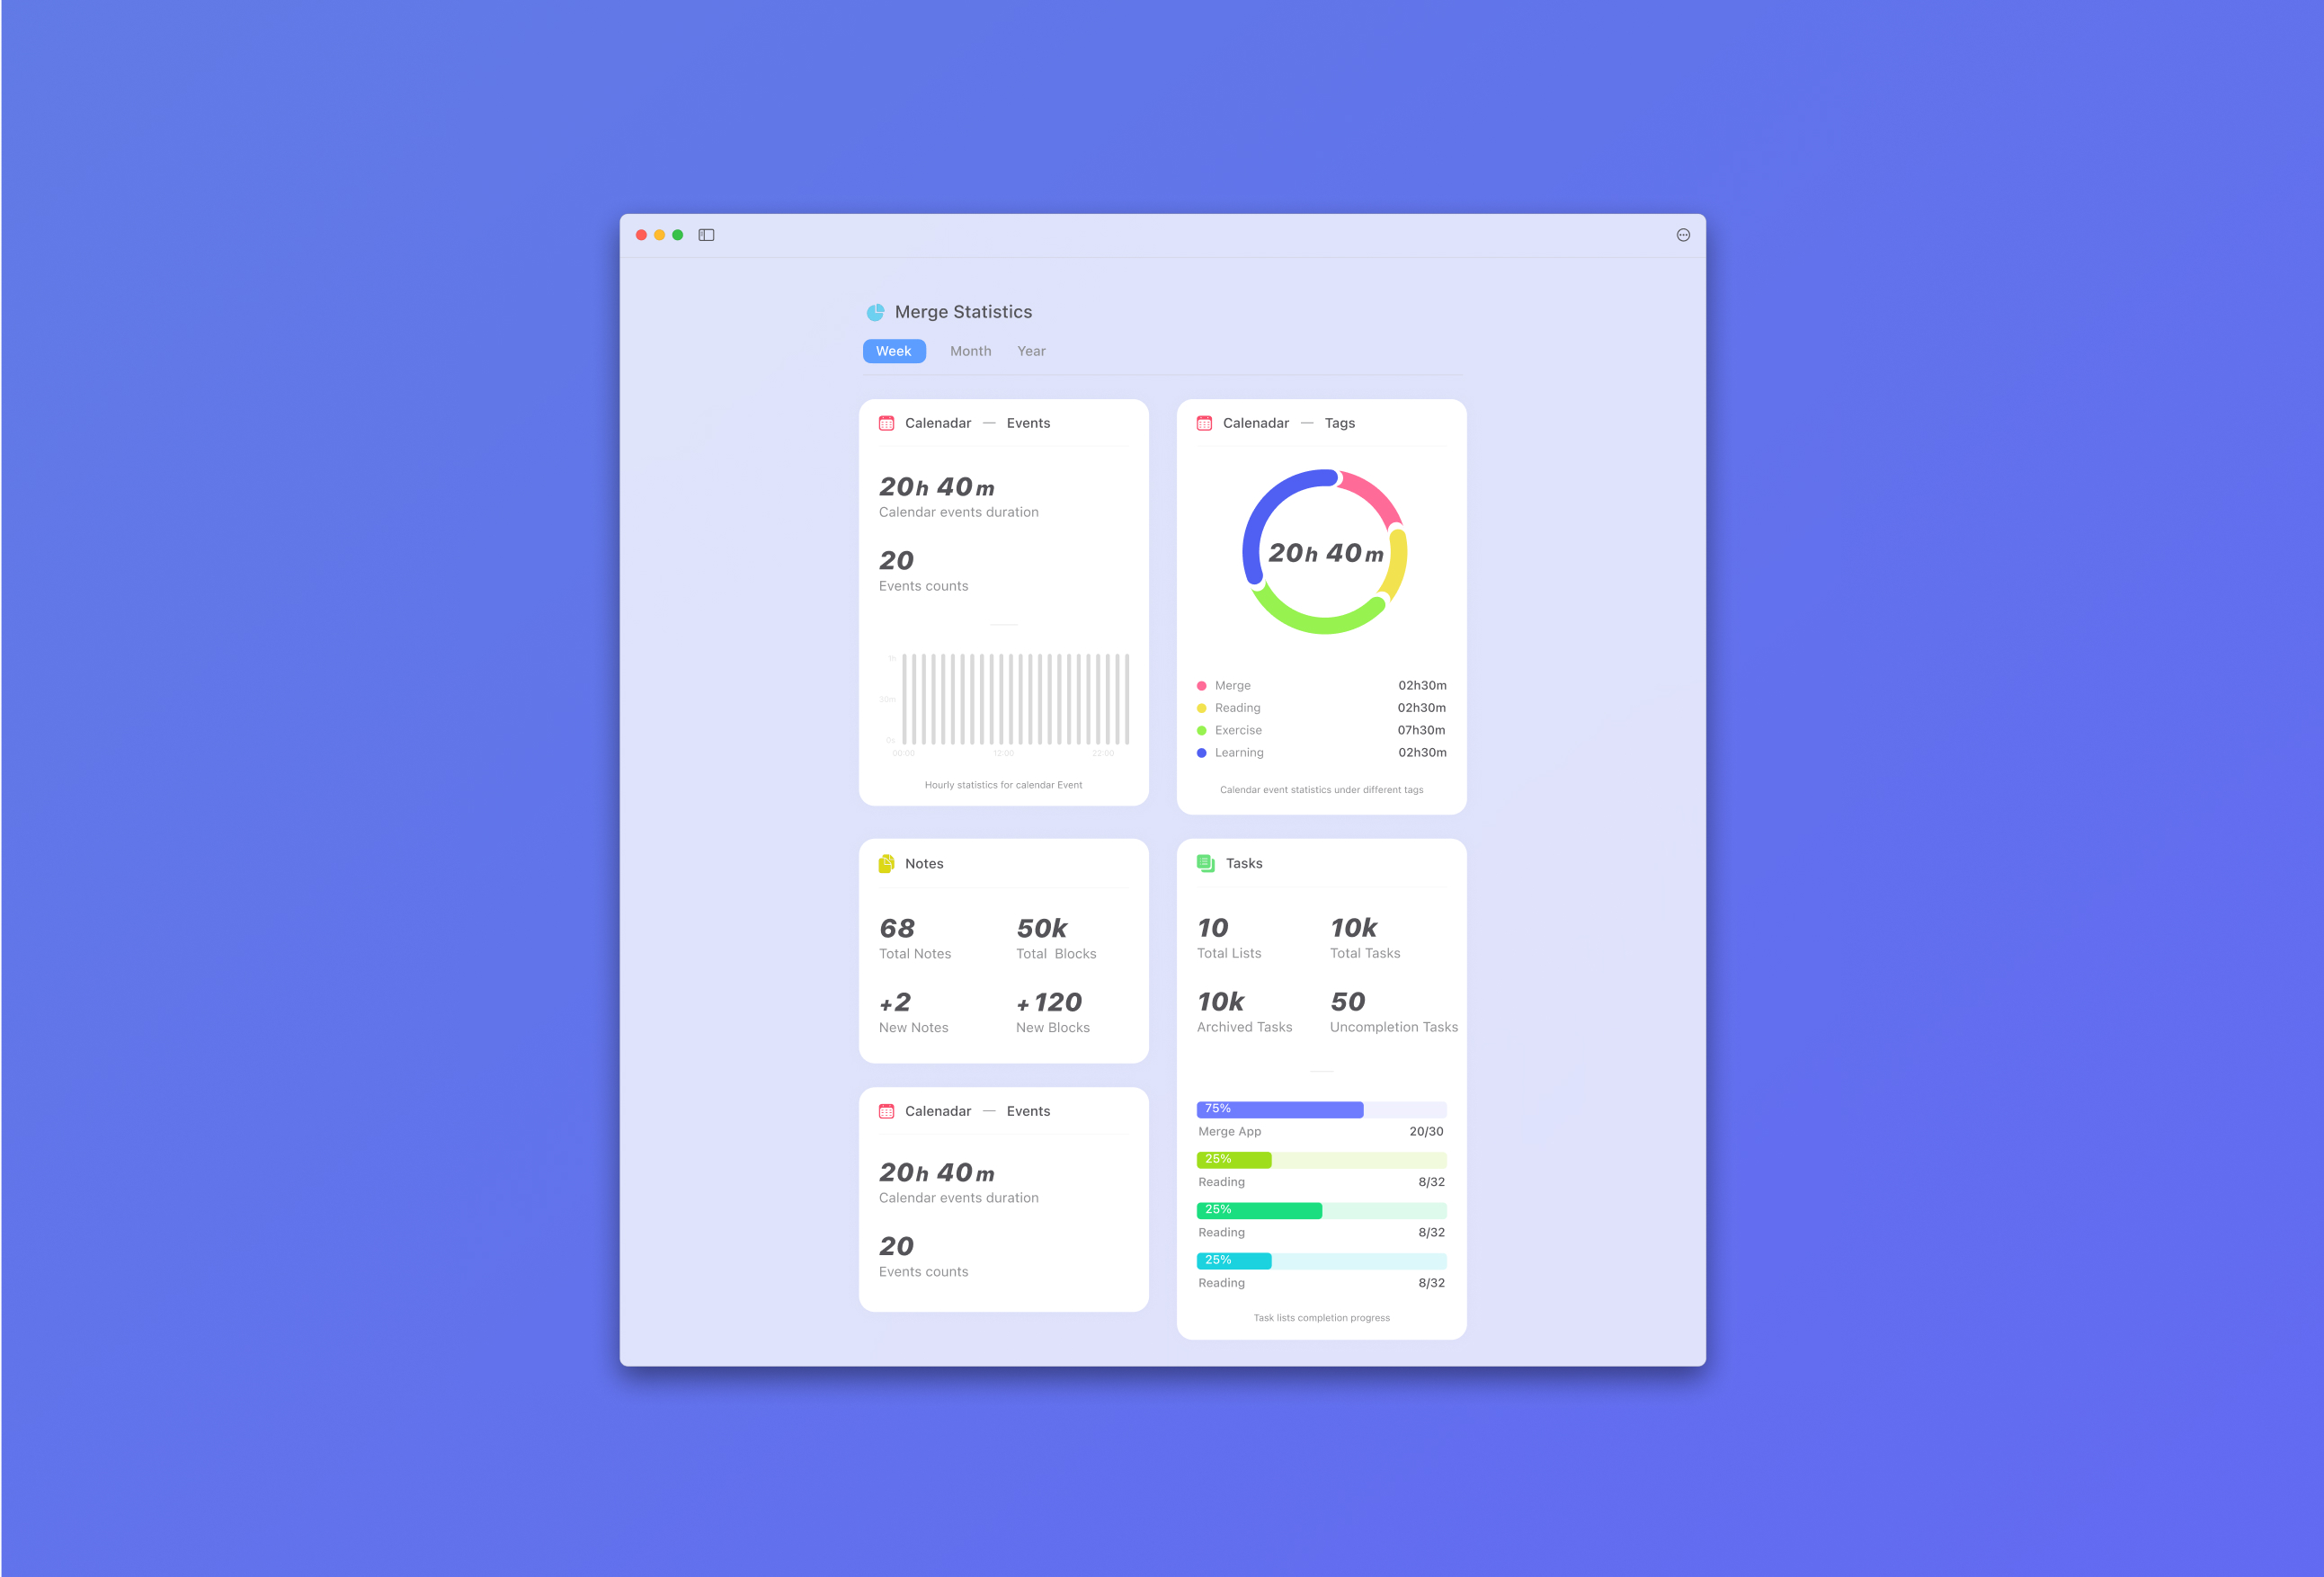 Merge Statistics
Week Month Year
Calenadar — Events
20h 40m
Calendar events duration
20
Events counts
1h
30m
0s
00:00 12:00 22:00
Hourly statistics for calendar Event
Calenadar — Tags
20h 40m
Merge 02h30m
Reading 02h30m
Exercise 07h30m
Learning 02h30m
Calendar event statistics under different tags
Notes
68 50k
Total Notes Total Blocks
+2 +120
New Notes New Blocks
Calenadar — Events
20h 40m
Calendar events duration
20
Events counts
Tasks
10 10k
Total Lists Total Tasks
10k 50
Archived Tasks Uncompletion Tasks
75%
Merge App 20/30
25%
Reading 8/32
25%
Reading 8/32
25%
Reading 8/32
Task lists completion progress